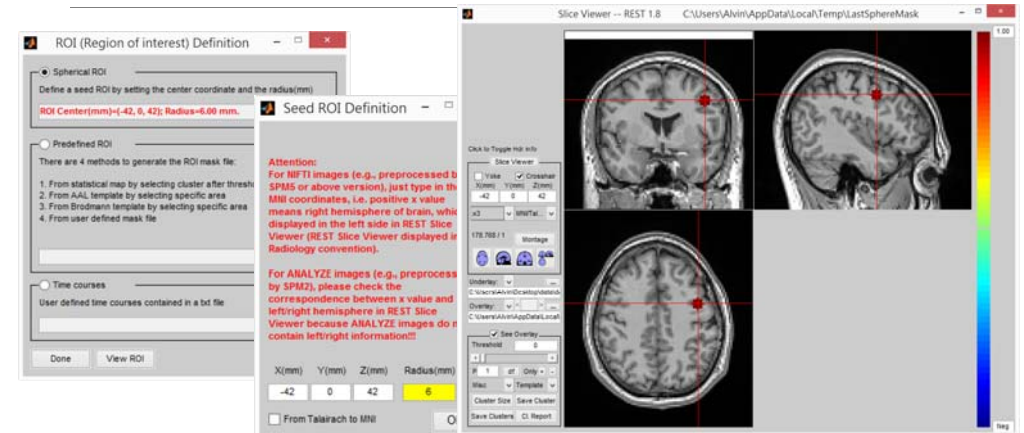 ROI (Region of interest) Definition
Spherical ROI
Define a seed ROI by setting the center coordinate and the radius(mm)
ROI Center(mm)=(-42, 0, 42); Radius=6.00 mm.
Predefined ROI
There are 4 methods to generate the ROI mask file:
1. From statistical map by selecting cluster after thresh
2. From AAL template by selecting specific area
3. From Brodmann template by selecting specific area
4. From user defined mask file
Time courses
User defined time courses contained in a txt file
Done View ROI
Seed ROI Definition
Attention:
For NIFTI images (e.g., preprocessed b
SPM5 or above version), just type in th
MNI coordinates, i.e. positive x value
means right hemisphere of brain, whic
displayed in the left side in REST Slice
Viewer (REST Slice Viewer displayed in
Radiology convention).
For ANALYZE images (e.g., preprocess
by SPM2), please check the
correspondence between x value and
left/right hemisphere in REST Slice
Viewer because ANALYZE images do n
contain left/right information!!!
X(mm) Y(mm) Z(mm) Radius(mm)
-42 0 42 6
From Talairach to MNI
Slice Viewer -- REST 1.8 C:\Users\Alvin\AppData\Local\Temp\LastSphereMask
1.00
Click to Toggle Hdr Info
Slice Viewer
Yoke Crosshair
X(mm) Y(mm) Z(mm)
-42 0 42
x3 MNI/Tal...
178.768 / 1 Montage
Underlay: ...
Overlay: - ...
C:\Users\Alvin\AppData\Local\
See Overlay
Threshold 0
P 1 df Only + -
Misc Template
Cluster Size Save Cluster
Save Clusters Cl. Report
Neg